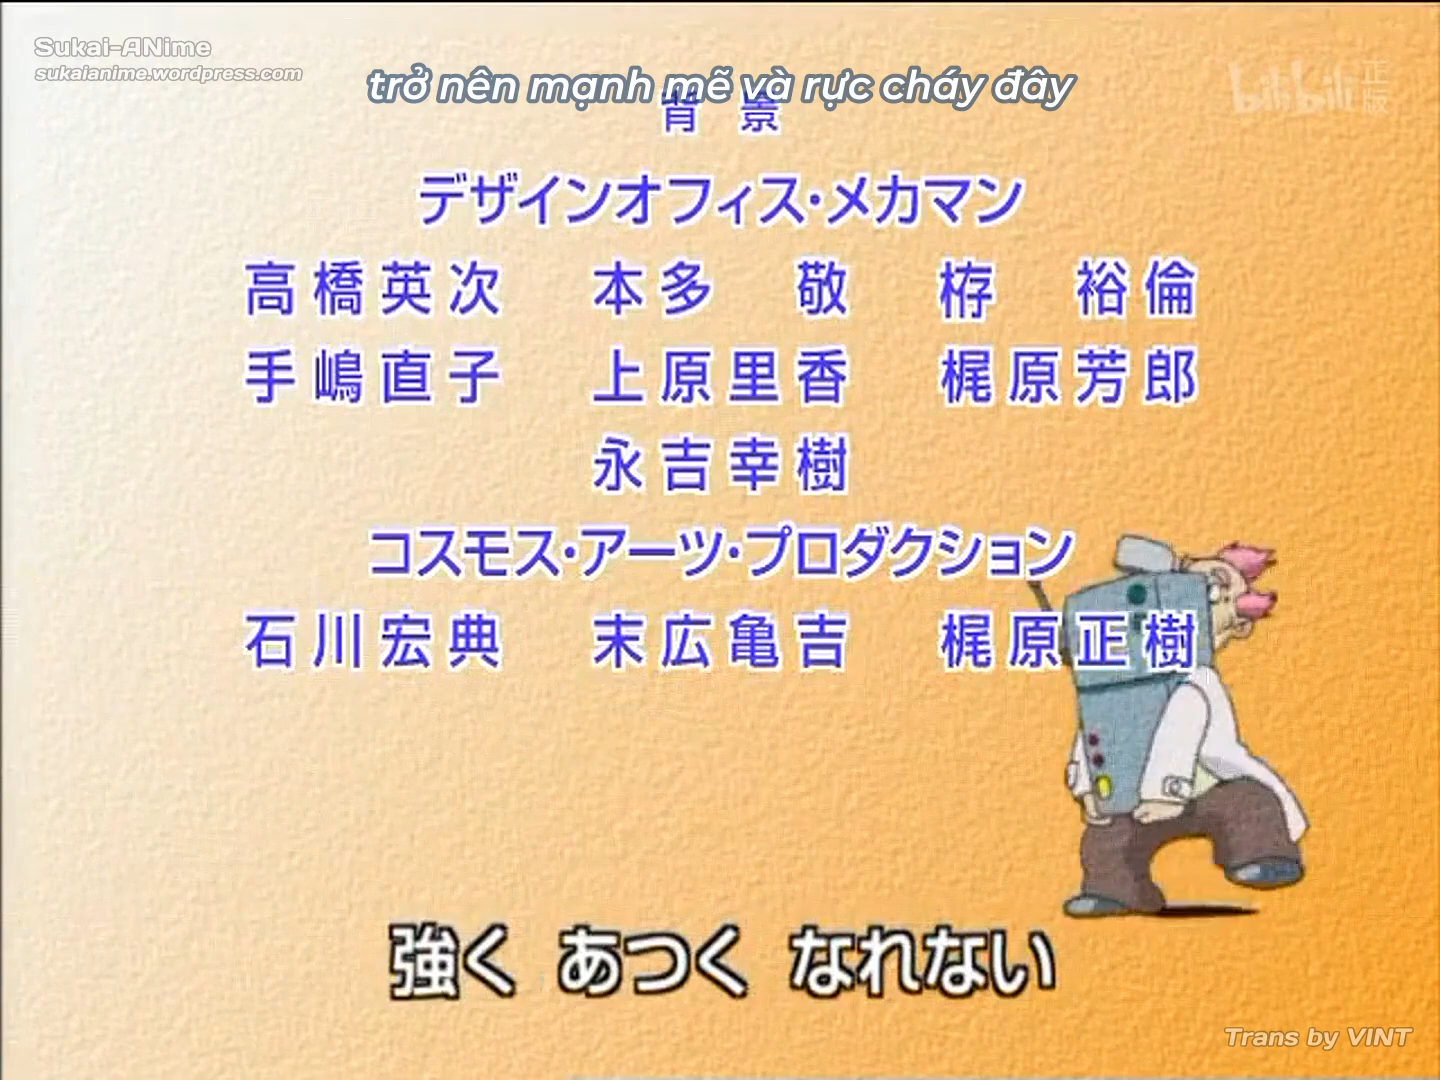 Sukai-ANime
sukaianime.wordpress.com
trở nên mạnh mẽ và rực cháy đây
bilibili 正版
背景
デザインオフィス・メカマン
高橋英次 本多 敬 栫 裕倫
手嶋直子 上原里香 梶原芳郎
永吉幸樹
コスモス・アーツ・プロダクション
石川宏典 末広亀吉 梶原正樹
強く あつく なれない
Trans by VINT